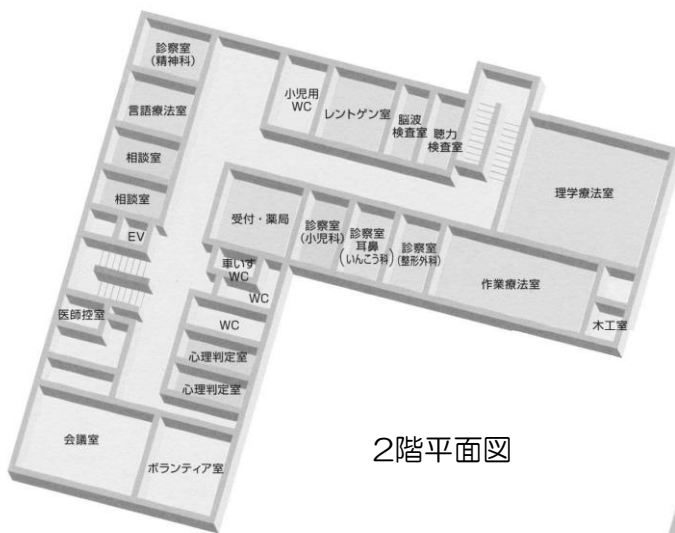 診察室
(精神科)
言語療法室
相談室
相談室
EV
医師控室
会議室
ボランティア室
小児用
WC
レントゲン室
脳波
検査室
聴力
検査室
理学療法室
受付・薬局
診察室
(小児科)
診察室
耳鼻
(いんこう科)
診察室
(整形外科)
作業療法室
木工室
車いす
WC
WC
WC
心理判定室
心理判定室
2階平面図